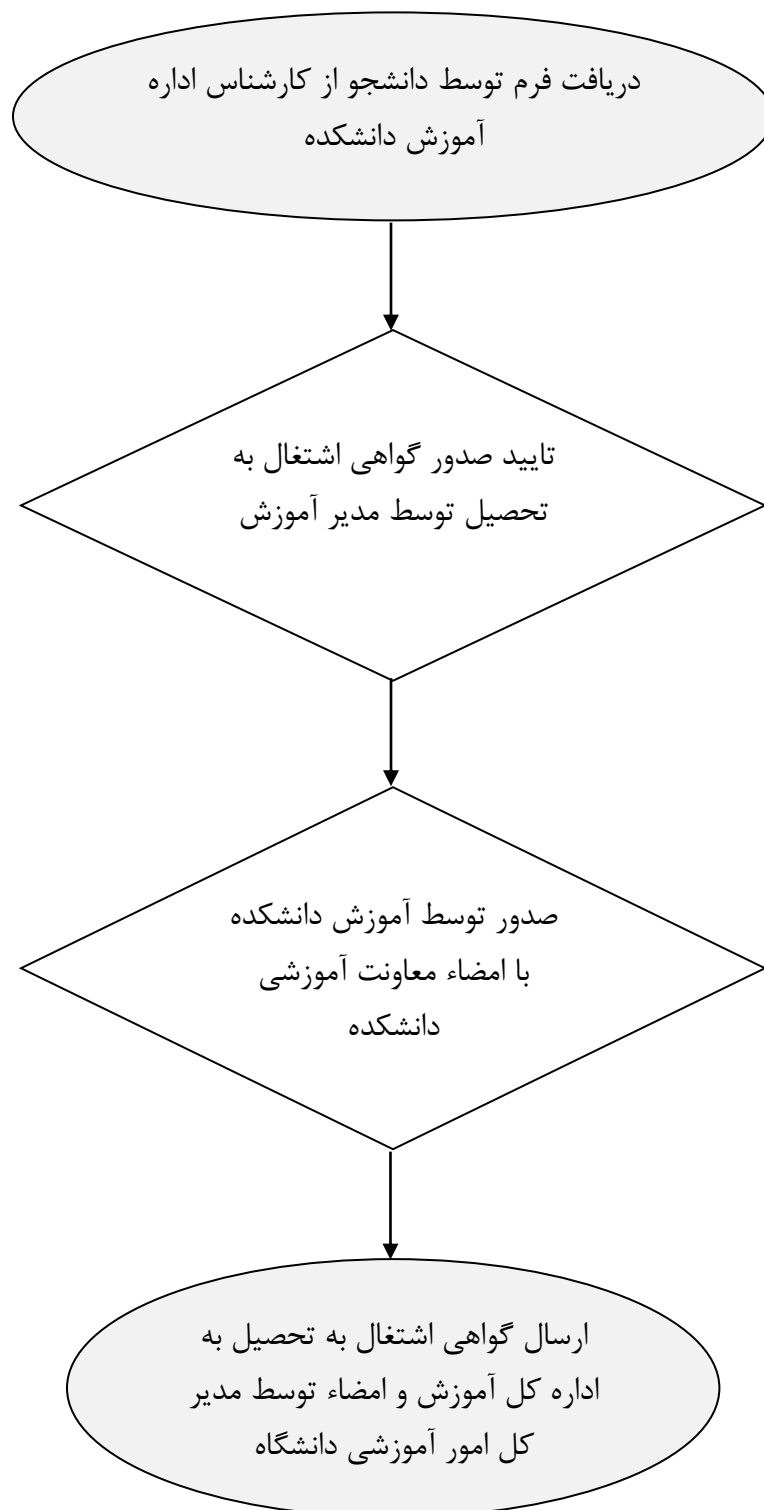 دریافت فرم توسط دانشجو از کارشناس اداره
آموزش دانشکده
تایید صدور گواهی اشتغال به
تحصیل توسط مدیر آموزش
صدور توسط آموزش دانشکده
با امضاء معاونت آموزشی
دانشکده
ارسال گواهی اشتغال به تحصیل به
اداره کل آموزش و امضاء توسط مدیر
کل امور آموزشی دانشگاه